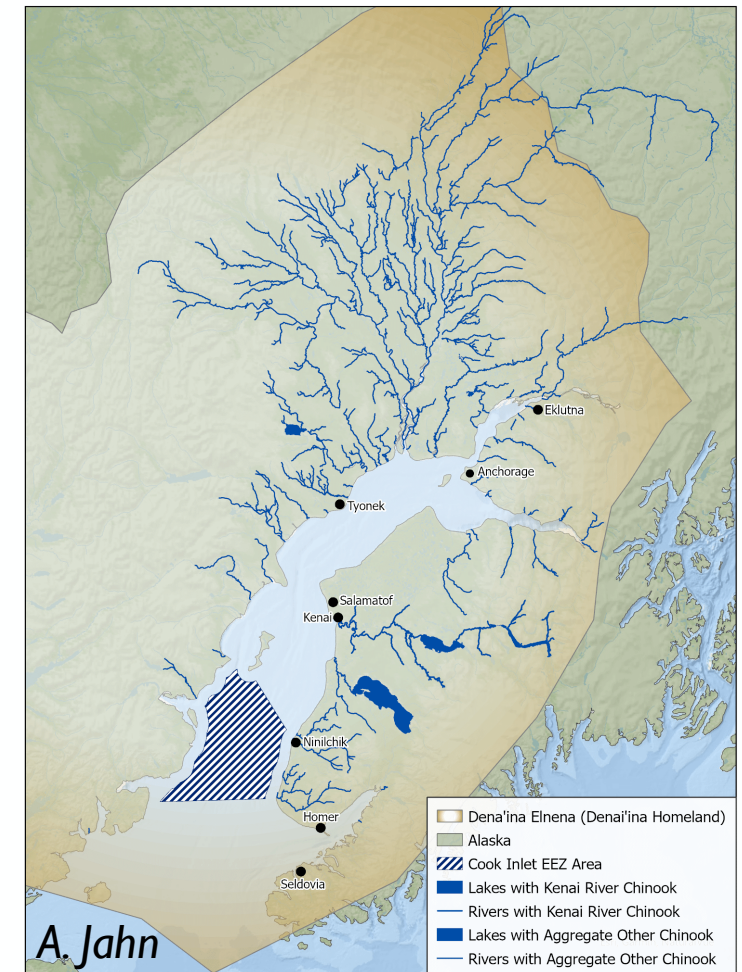 Eklutna
Anchorage
Tyonek
Salamatof
Kenai
Ninilchik
Homer
Seldovia
Dena'ina Elnena (Denai'ina Homeland)
Alaska
Cook Inlet EEZ Area
Lakes with Kenai River Chinook
Rivers with Kenai River Chinook
Lakes with Aggregate Other Chinook
Rivers with Aggregate Other Chinook
A. Jahn